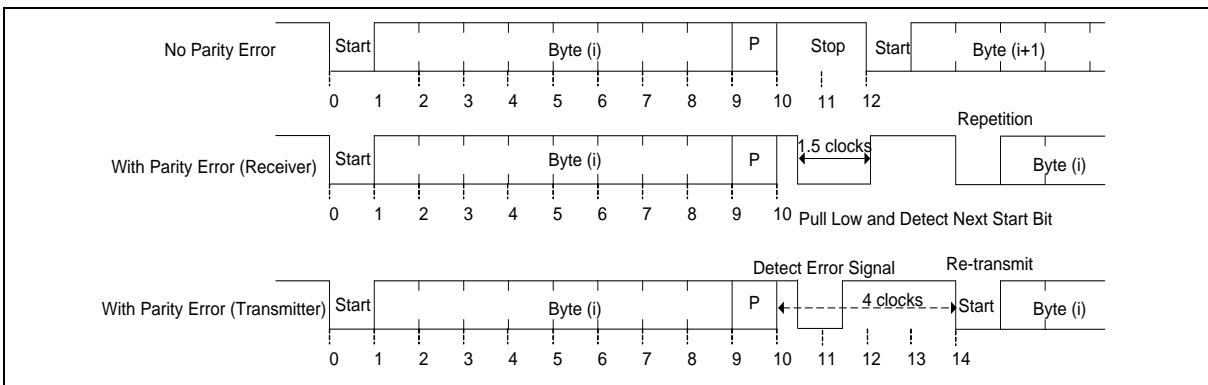 No Parity Error Start Byte (i) P Stop Start Byte (i+1)
0 1 2 3 4 5 6 7 8 9 10 11 12
Repetition
With Parity Error (Receiver) Start Byte (i) P 1.5 clocks Byte (i)
0 1 2 3 4 5 6 7 8 9 10 Pull Low and Detect Next Start Bit
Detect Error Signal Re-transmit
With Parity Error (Transmitter) Start Byte (i) P 4 clocks Start Byte (i)
0 1 2 3 4 5 6 7 8 9 10 11 12 13 14